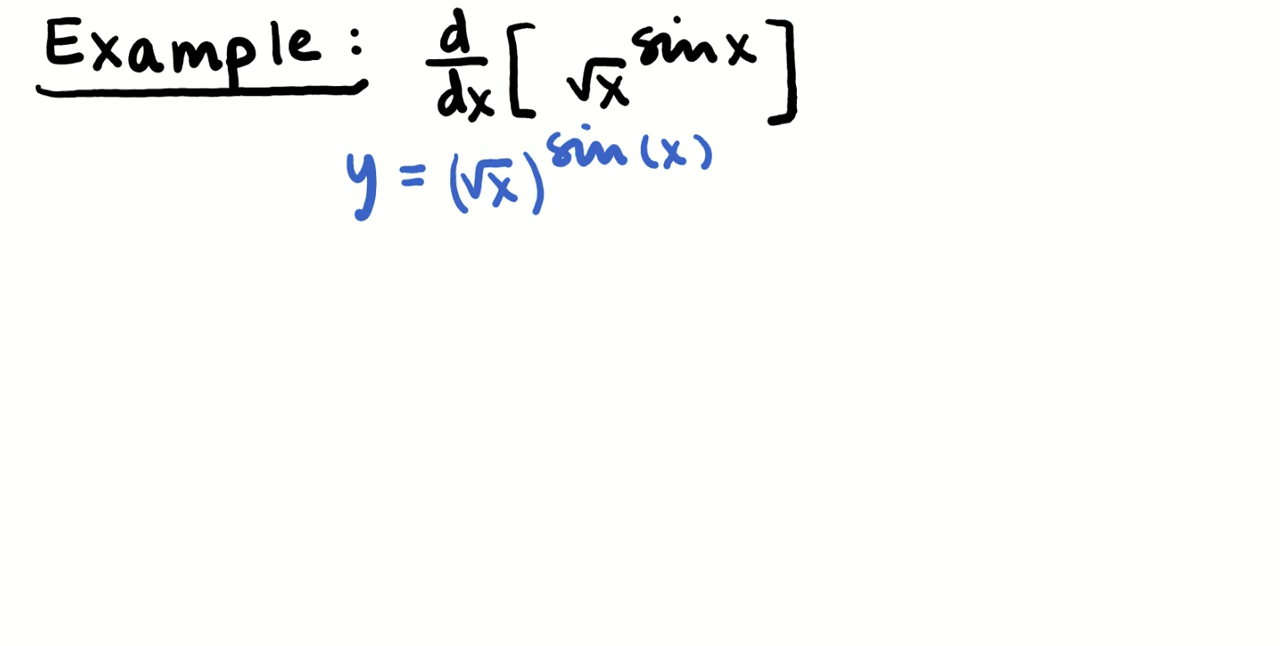 Example: d/dx [ √x^sin x ]
y = (√x)^sin(x)